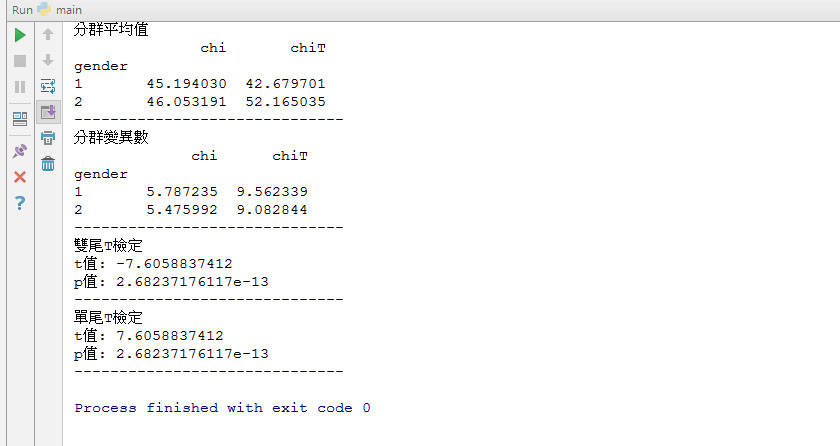 Run main
分群平均值
chi chiT
gender
1 45.194030 42.679701
2 46.053191 52.165035
------------------------------
分群變異數
chi chiT
gender
1 5.787235 9.562339
2 5.475992 9.082844
------------------------------
雙尾T檢定
t值: -7.6058837412
p值: 2.68237176117e-13
------------------------------
單尾T檢定
t值: 7.6058837412
p值: 2.68237176117e-13
------------------------------
Process finished with exit code 0